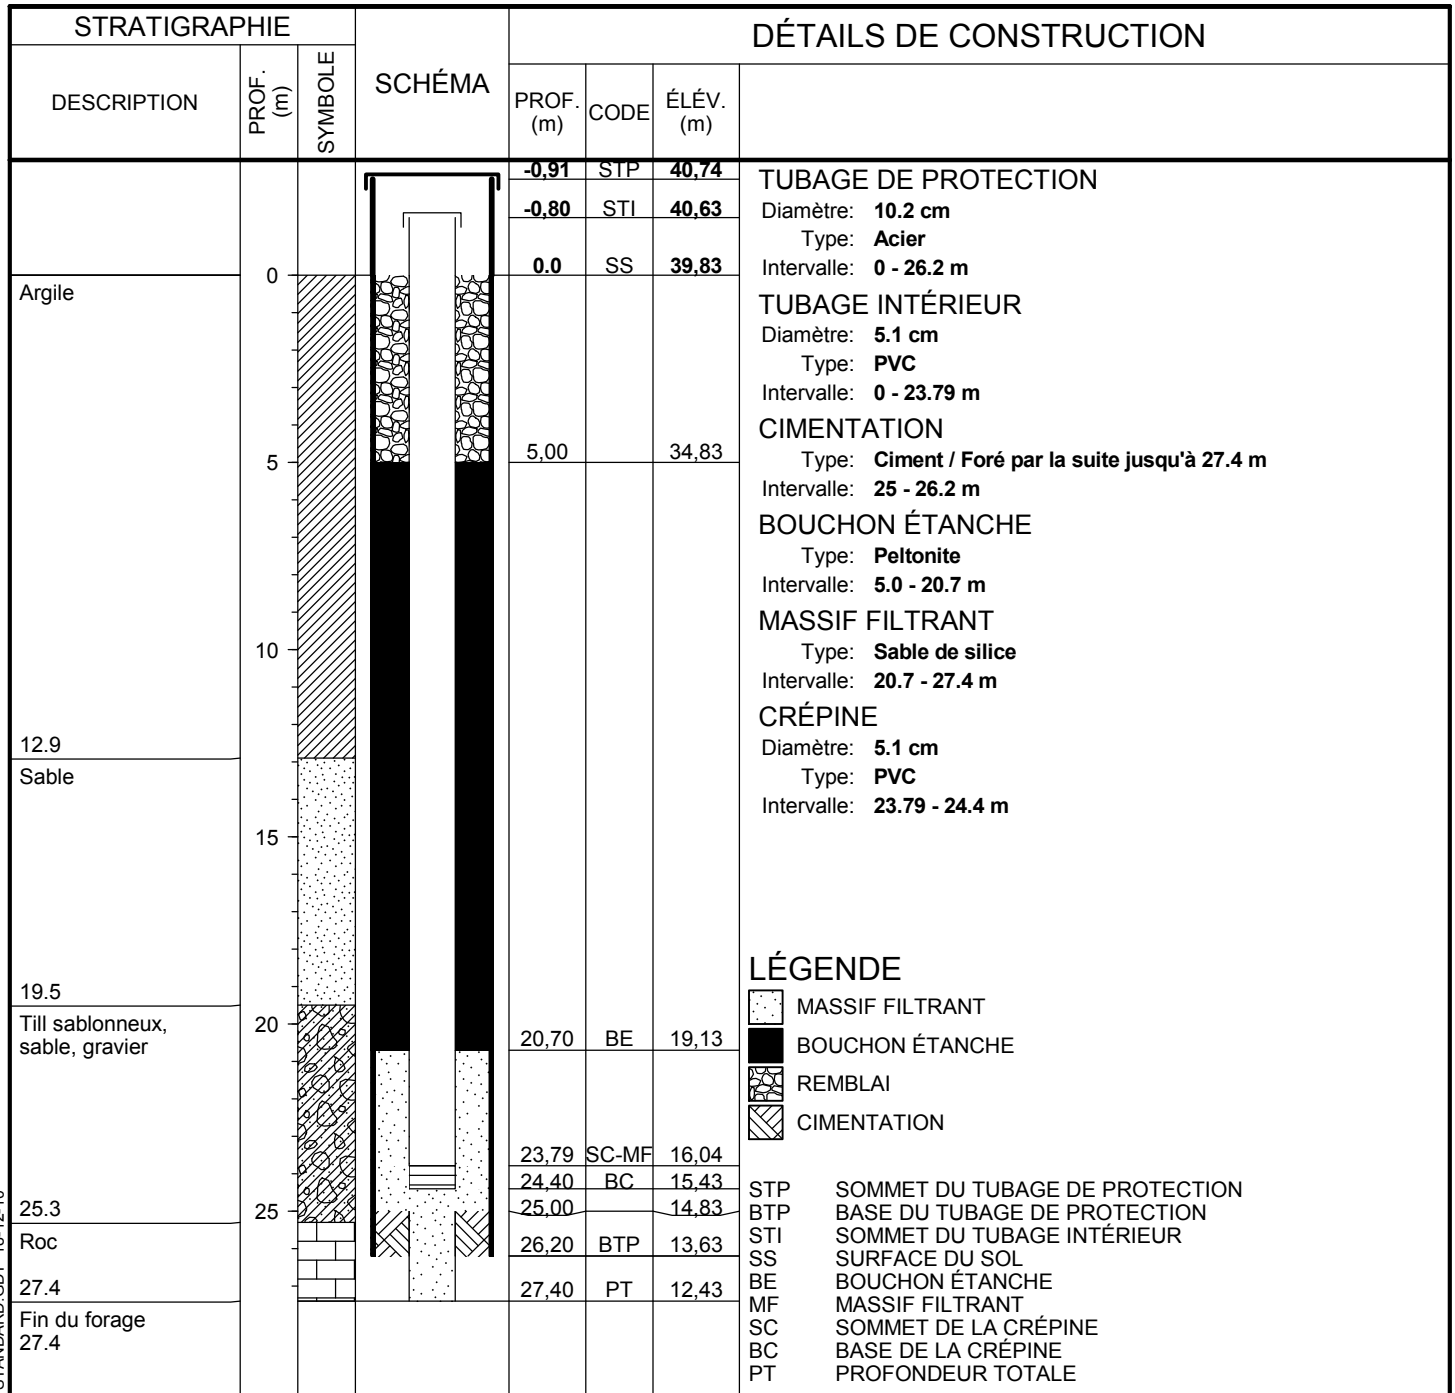 STRATIGRAPHIE
SCHÉMA
DÉTAILS DE CONSTRUCTION
DESCRIPTION
PROF. (m)
SYMBOLE
PROF. (m)
CODE
ÉLÉV. (m)
-0,91 STP 40,74
-0,80 STI 40,63
0.0 SS 39,83
5,00 34,83
20,70 BE 19,13
23,79 SC-MF 16,04
24,40 BC 15,43
25,00 14,83
26,20 BTP 13,63
27,40 PT 12,43
0
5
10
15
20
25
Argile
12.9
Sable
19.5
Till sablonneux,
sable, gravier
25.3
Roc
27.4
Fin du forage
27.4
TUBAGE DE PROTECTION
Diamètre: 10.2 cm
Type: Acier
Intervalle: 0 - 26.2 m
TUBAGE INTÉRIEUR
Diamètre: 5.1 cm
Type: PVC
Intervalle: 0 - 23.79 m
CIMENTATION
Type: Ciment / Foré par la suite jusqu'à 27.4 m
Intervalle: 25 - 26.2 m
BOUCHON ÉTANCHE
Type: Peltonite
Intervalle: 5.0 - 20.7 m
MASSIF FILTRANT
Type: Sable de silice
Intervalle: 20.7 - 27.4 m
CRÉPINE
Diamètre: 5.1 cm
Type: PVC
Intervalle: 23.79 - 24.4 m
LÉGENDE
MASSIF FILTRANT
BOUCHON ÉTANCHE
REMBLAI
CIMENTATION
STP SOMMET DU TUBAGE DE PROTECTION
BTP BASE DU TUBAGE DE PROTECTION
STI SOMMET DU TUBAGE INTÉRIEUR
SS SURFACE DU SOL
BE BOUCHON ÉTANCHE
MF MASSIF FILTRANT
SC SOMMET DE LA CRÉPINE
BC BASE DE LA CRÉPINE
PT PROFONDEUR TOTALE